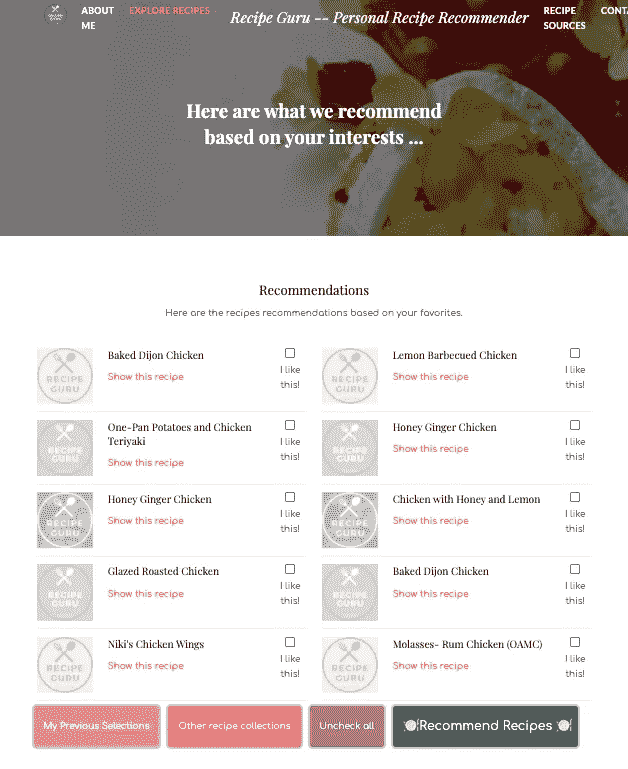 ABOUT ME
EXPLORE RECIPES
Recipe Guru -- Personal Recipe Recommender
RECIPE SOURCES
Here are what we recommend
based on your interests ...
Recommendations
Here are the recipes recommendations based on your favorites.
RECIPE GURU
Baked Dijon Chicken
Show this recipe
I like
this!
RECIPE GURU
Lemon Barbecued Chicken
Show this recipe
I like
this!
RECIPE GURU
One-Pan Potatoes and Chicken
Teriyaki
Show this recipe
I like
this!
RECIPE GURU
Honey Ginger Chicken
Show this recipe
I like
this!
RECIPE GURU
Honey Ginger Chicken
Show this recipe
I like
this!
RECIPE GURU
Chicken with Honey and Lemon
Show this recipe
I like
this!
RECIPE GURU
Glazed Roasted Chicken
Show this recipe
I like
this!
RECIPE GURU
Baked Dijon Chicken
Show this recipe
I like
this!
RECIPE GURU
Niki's Chicken Wings
Show this recipe
I like
this!
RECIPE GURU
Molasses- Rum Chicken (OAMC)
Show this recipe
I like
this!
My Previous Selections
Other recipe collections
Uncheck all
Recommend Recipes